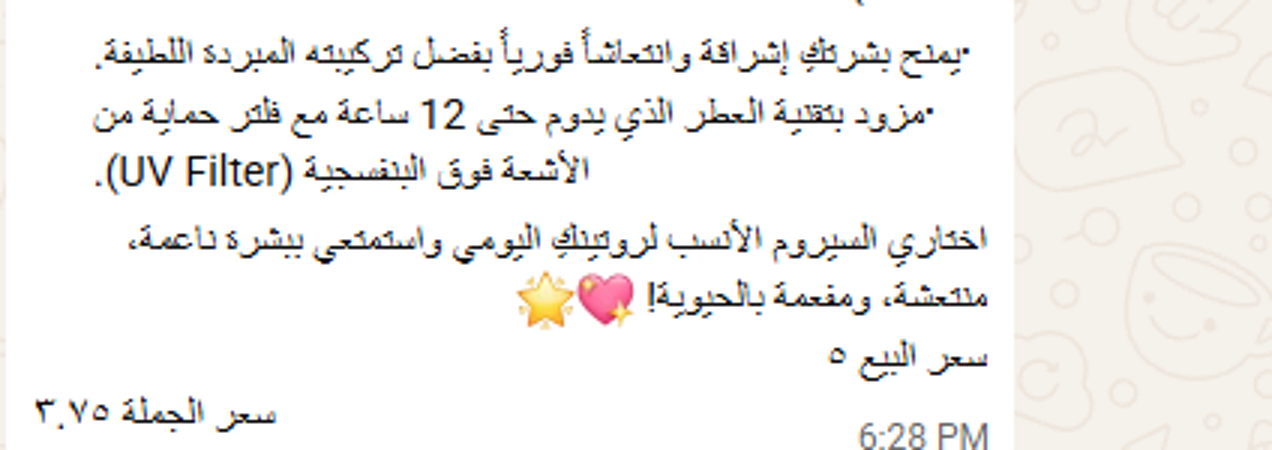 •يمنح بشرتكِ إشراقة وانتعاشاً فورياً بفضل تركيبته المبردة اللطيفة.
•مزود بتقنية العطر الذي يدوم حتى 12 ساعة مع فلتر حماية من
الأشعة فوق البنفسجية (UV Filter).
اختاري السيروم الأنسب لروتينكِ اليومي واستمتعي ببشرة ناعمة،
منتعشة، ومفعمة بالحيوية! 💖🌟
سعر البيع ٥
سعر الجملة ٣.٧٥
6:28 PM